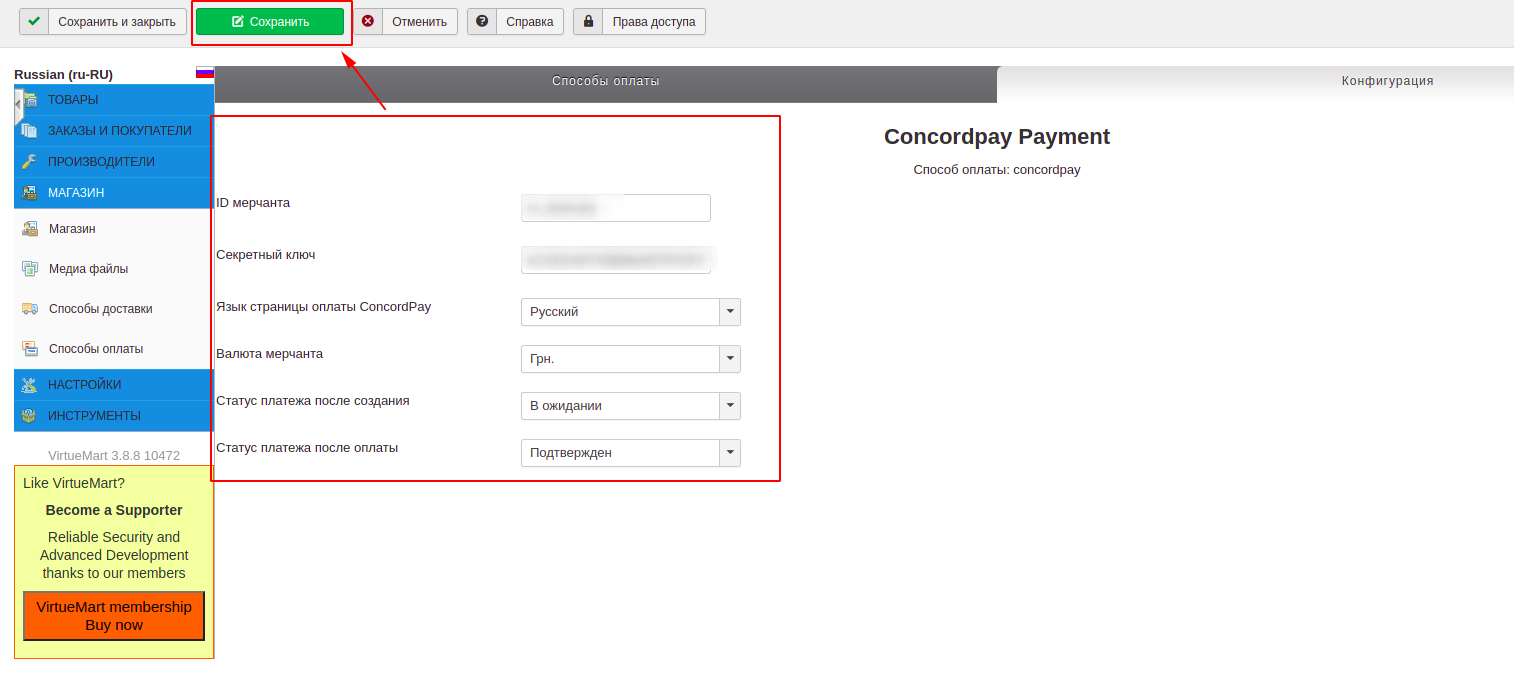 Сохранить и закрыть
Сохранить
Отменить
Справка
Права доступа
Russian (ru-RU)
ТОВАРЫ
ЗАКАЗЫ И ПОКУПАТЕЛИ
ПРОИЗВОДИТЕЛИ
МАГАЗИН
Магазин
Медиа файлы
Способы доставки
Способы оплаты
НАСТРОЙКИ
ИНСТРУМЕНТЫ
VirtueMart 3.8.8 10472
Like VirtueMart?
Become a Supporter
Reliable Security and
Advanced Development
thanks to our members
VirtueMart membership
Buy now
Способы оплаты
Конфигурация
ID мерчанта
Секретный ключ
Язык страницы оплаты ConcordPay
Русский
Валюта мерчанта
Грн.
Статус платежа после создания
В ожидании
Статус платежа после оплаты
Подтвержден
Concordpay Payment
Способ оплаты: concordpay